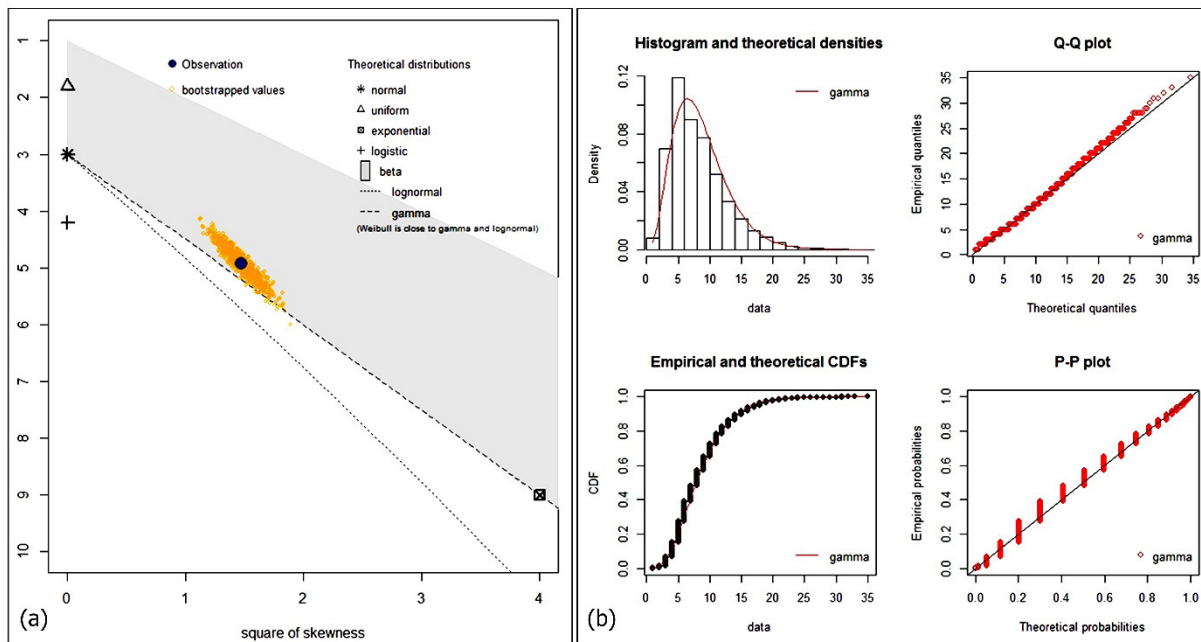 Observation
bootstrapped values
Theoretical distributions
normal
uniform
exponential
logistic
beta
lognormal
gamma
(Weibull is close to gamma and lognormal)
1
2
3
4
5
6
7
8
9
10
0 1 2 3 4
square of skewness
(a)
Histogram and theoretical densities
Density
0.00 0.04 0.08 0.12
gamma
0 5 10 15 20 25 30 35
data
Q-Q plot
Empirical quantiles
0 5 10 15 20 25 30 35
gamma
0 5 10 15 20 25 30 35
Theoretical quantiles
Empirical and theoretical CDFs
CDF
0.0 0.2 0.4 0.6 0.8 1.0
gamma
0 5 10 15 20 25 30 35
data
P-P plot
Empirical probabilities
0.0 0.2 0.4 0.6 0.8 1.0
gamma
0.0 0.2 0.4 0.6 0.8 1.0
Theoretical probabilities
(b)